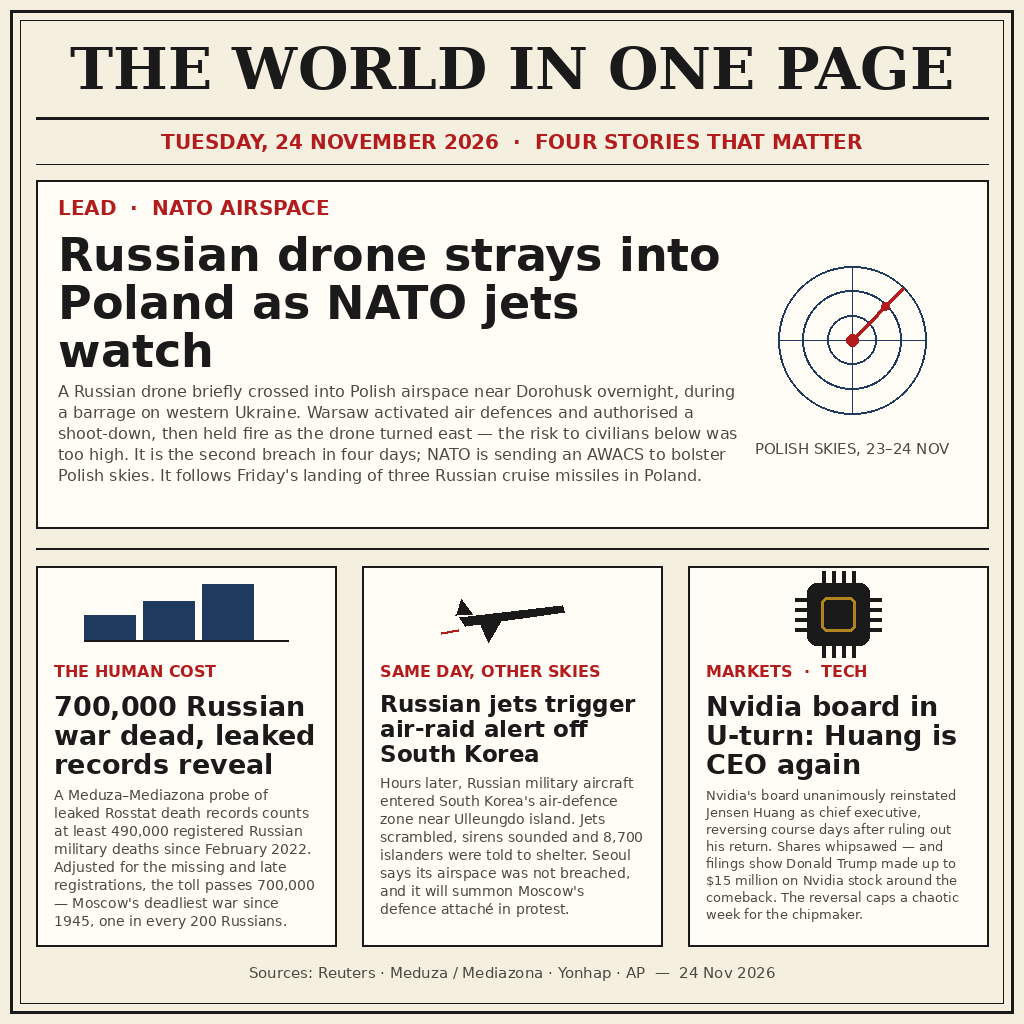 THE WORLD IN ONE PAGE
TUESDAY, 24 NOVEMBER 2026 · FOUR STORIES THAT MATTER
LEAD · NATO AIRSPACE
Russian drone strays into
Poland as NATO jets
watch
A Russian drone briefly crossed into Polish airspace near Dorohusk overnight, during
a barrage on western Ukraine. Warsaw activated air defences and authorised a
shoot-down, then held fire as the drone turned east — the risk to civilians below was
too high. It is the second breach in four days; NATO is sending an AWACS to bolster
Polish skies. It follows Friday's landing of three Russian cruise missiles in Poland.
POLISH SKIES, 23–24 NOV
THE HUMAN COST
700,000 Russian
war dead, leaked
records reveal
A Meduza–Mediazona probe of
leaked Rosstat death records counts
at least 490,000 registered Russian
military deaths since February 2022.
Adjusted for the missing and late
registrations, the toll passes 700,000
— Moscow's deadliest war since
1945, one in every 200 Russians.
SAME DAY, OTHER SKIES
Russian jets trigger
air-raid alert off
South Korea
Hours later, Russian military aircraft
entered South Korea's air-defence
zone near Ulleungdo island. Jets
scrambled, sirens sounded and 8,700
islanders were told to shelter. Seoul
says its airspace was not breached,
and it will summon Moscow's
defence attaché in protest.
MARKETS · TECH
Nvidia board in
U-turn: Huang is
CEO again
Nvidia's board unanimously reinstated
Jensen Huang as chief executive,
reversing course days after ruling out
his return. Shares whipsawed — and
filings show Donald Trump made up to
$15 million on Nvidia stock around the
comeback. The reversal caps a chaotic
week for the chipmaker.
Sources: Reuters · Meduza / Mediazona · Yonhap · AP — 24 Nov 2026